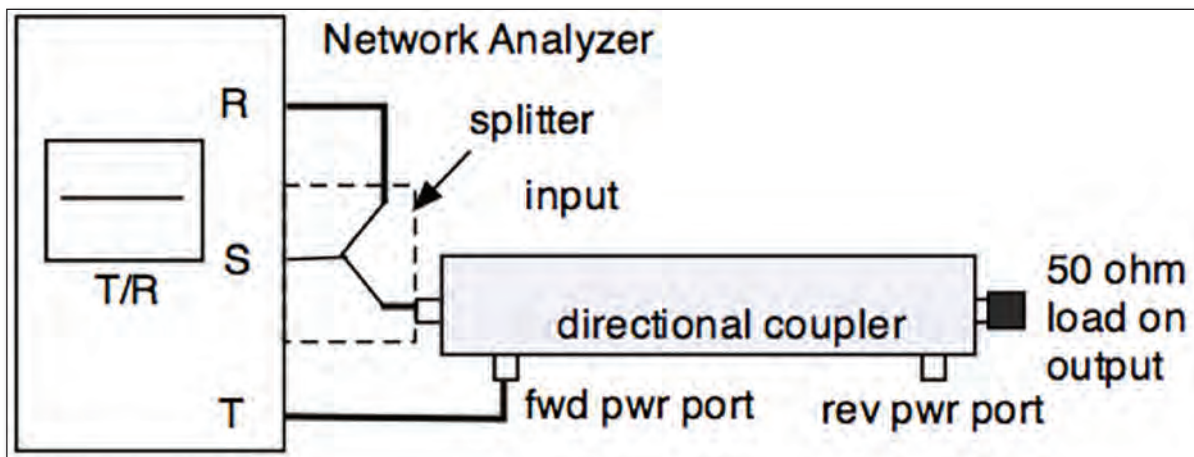 Network Analyzer
R
splitter
input
S
T/R
T
directional coupler
fwd pwr port
rev pwr port
50 ohm
load on
output